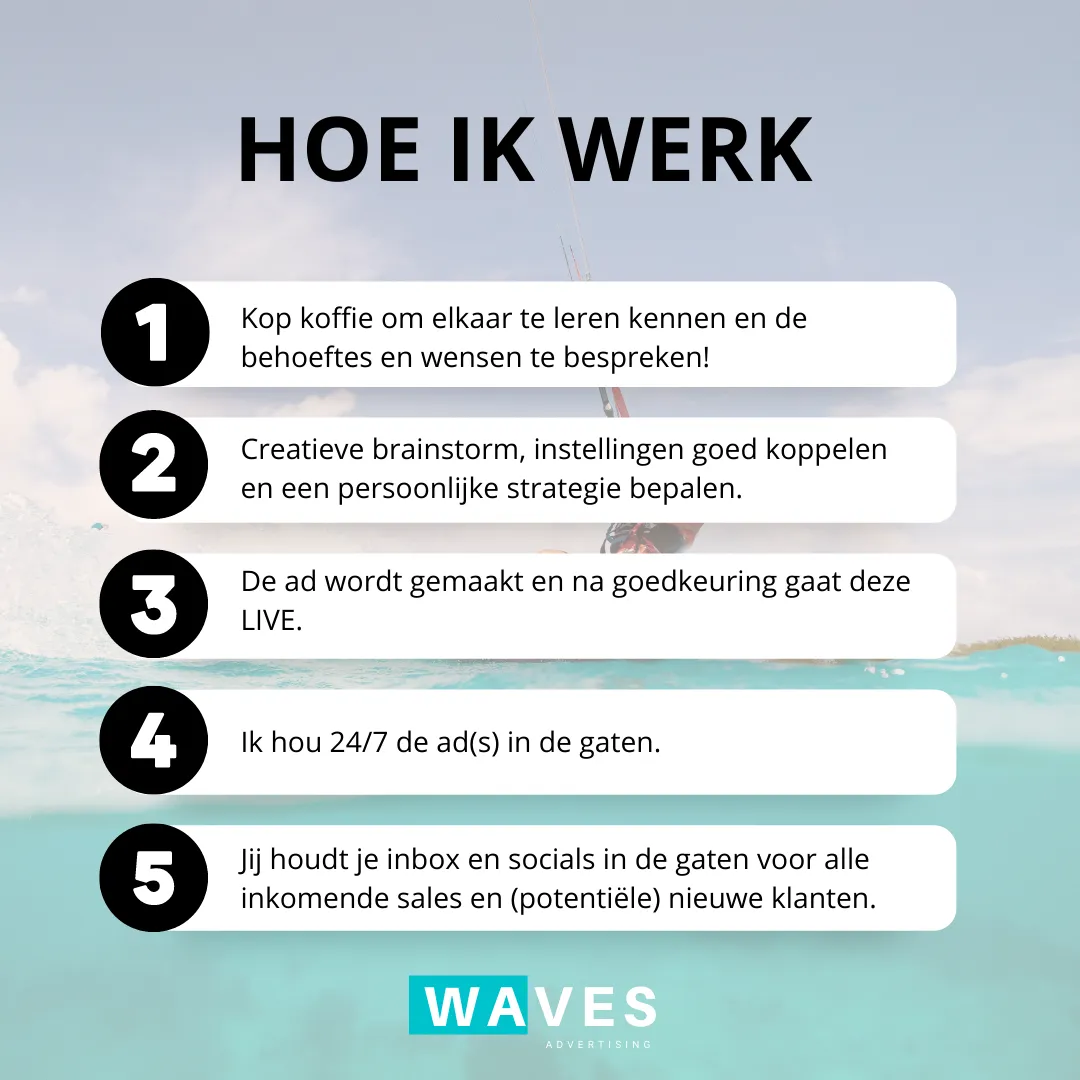 HOE IK WERK
1
Kop koffie om elkaar te leren kennen en de
behoeftes en wensen te bespreken!
2
Creatieve brainstorm, instellingen goed koppelen
en een persoonlijke strategie bepalen.
3
De ad wordt gemaakt en na goedkeuring gaat deze
LIVE.
4
Ik hou 24/7 de ad(s) in de gaten.
5
Jij houdt je inbox en socials in de gaten voor alle
inkomende sales en (potentiële) nieuwe klanten.
WAVES
ADVERTISING